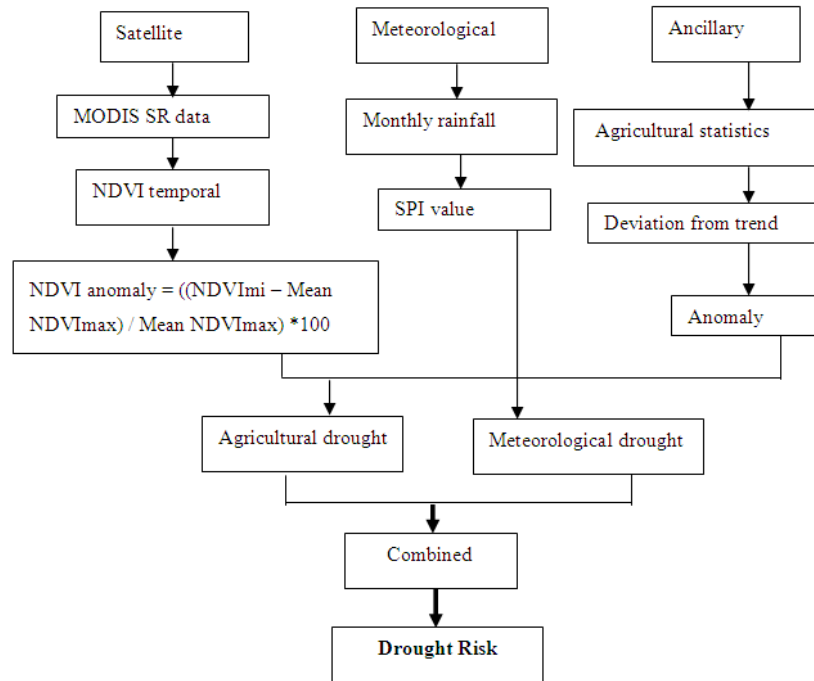 Satellite
Meteorological
Ancillary
MODIS SR data
Monthly rainfall
Agricultural statistics
NDVI temporal
SPI value
Deviation from trend
NDVI anomaly = ((NDVImi – Mean
NDVImax) / Mean NDVImax) *100
Anomaly
Agricultural drought
Meteorological drought
Combined
Drought Risk